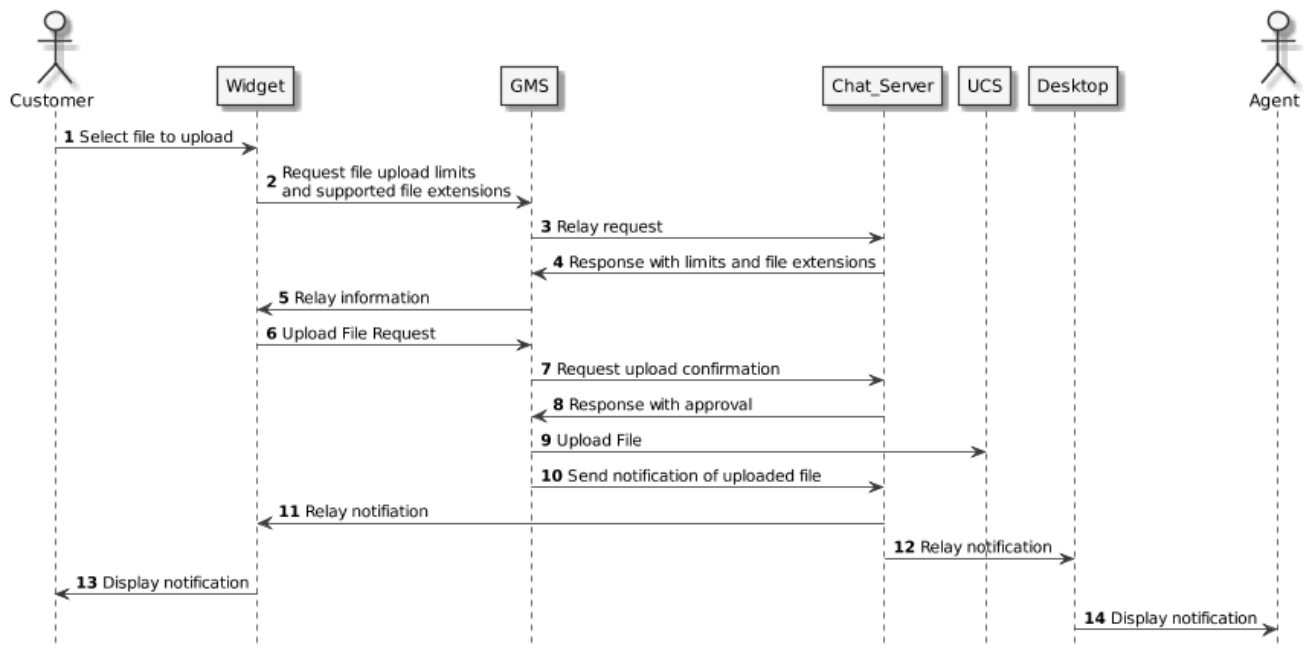 Customer
Widget
GMS
Chat_Server
UCS
Desktop
Agent
1 Select file to upload
2 Request file upload limits
and supported file extensions
3 Relay request
4 Response with limits and file extensions
5 Relay information
6 Upload File Request
7 Request upload confirmation
8 Response with approval
9 Upload File
10 Send notification of uploaded file
11 Relay notifiation
12 Relay notification
13 Display notification
14 Display notification